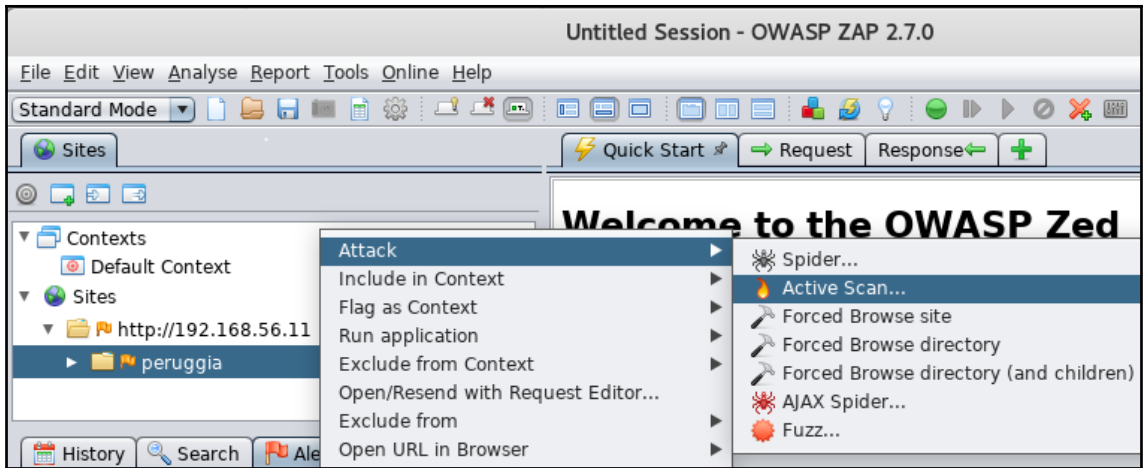 Untitled Session - OWASP ZAP 2.7.0
File Edit View Analyse Report Tools Online Help
Standard Mode
Sites
Quick Start Request Response
Welcome to the OWASP Zed
Contexts
Default Context
Sites
http://192.168.56.11
peruggia
Attack
Include in Context
Flag as Context
Run application
Exclude from Context
Open/Resend with Request Editor...
Exclude from
Open URL in Browser
Spider...
Active Scan...
Forced Browse site
Forced Browse directory
Forced Browse directory (and children)
AJAX Spider...
Fuzz...
History Search Ale